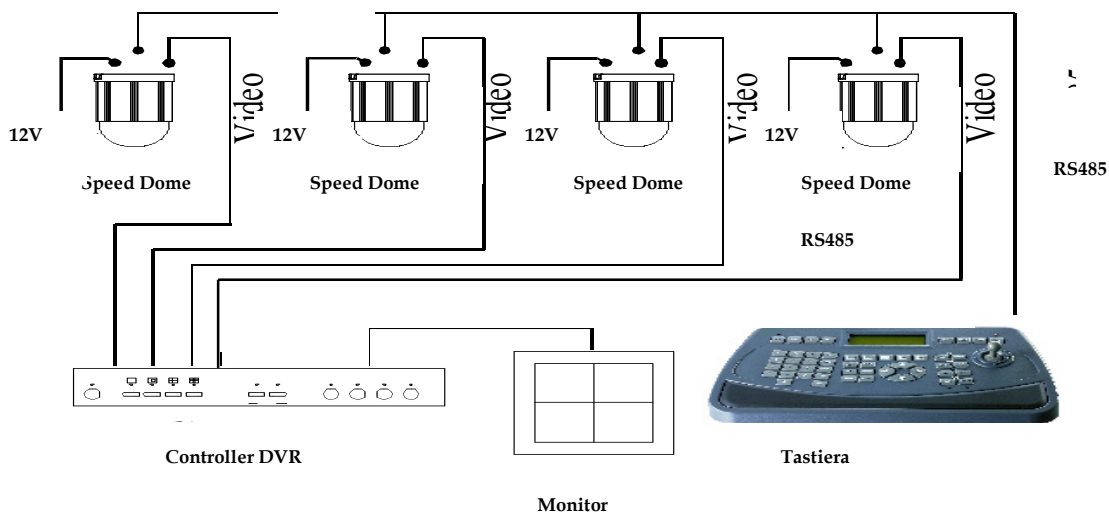 Video
Video
Video
Video
12V
12V
12V
12V
RS485
Speed Dome
Speed Dome
Speed Dome
Speed Dome
RS485
Controller DVR
Tastiera
Monitor